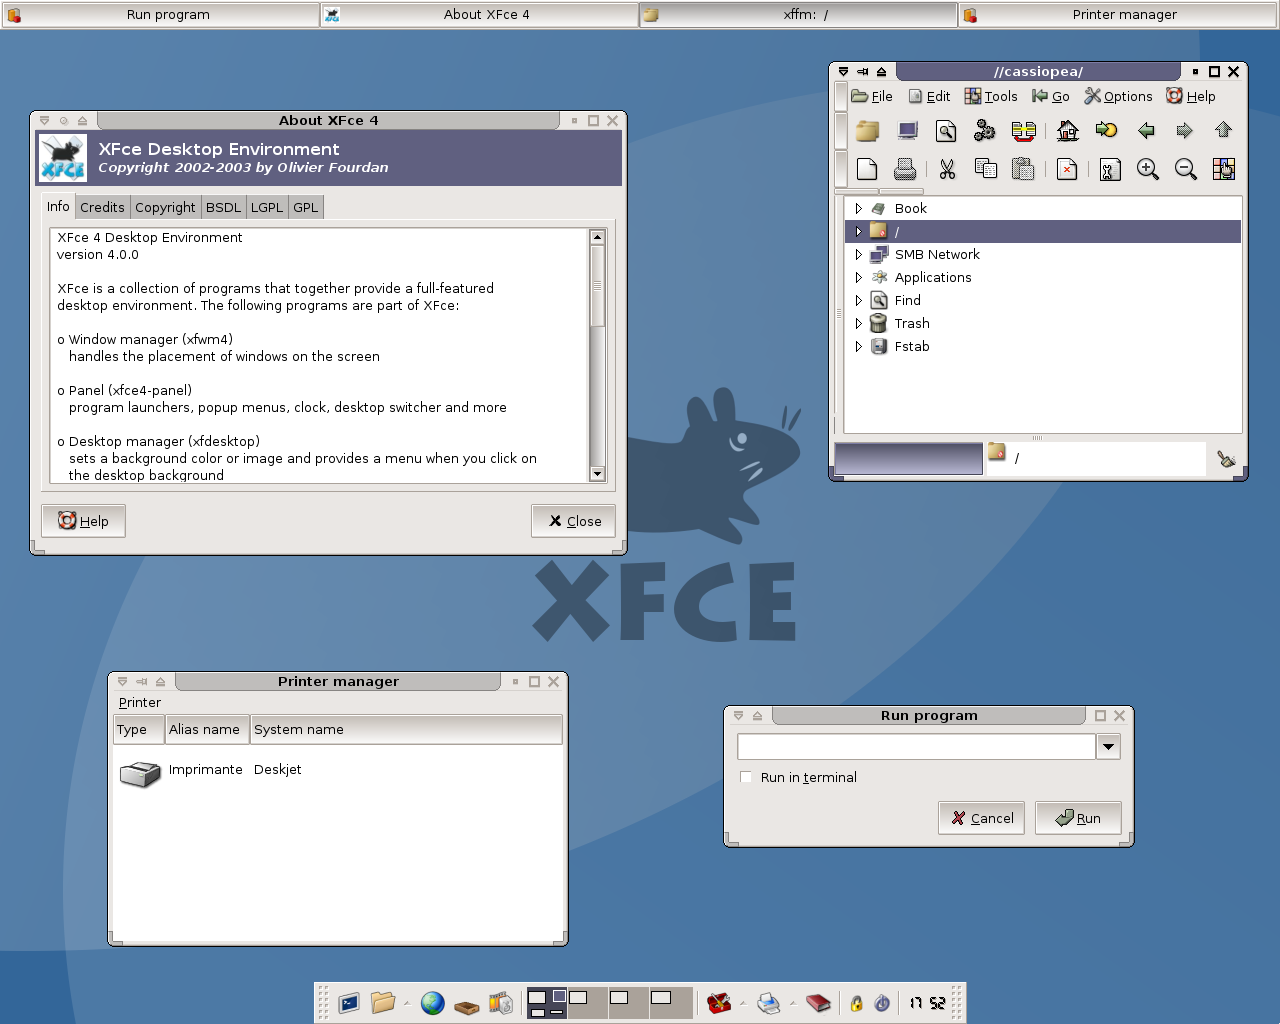 Run program
About XFce 4
xffm: /
Printer manager
//cassiopea/
File Edit Tools Go Options Help
Book
/
SMB Network
Applications
Find
Trash
Fstab
/
About XFce 4
XFCE
XFce Desktop Environment
Copyright 2002-2003 by Olivier Fourdan
Info Credits Copyright BSDL LGPL GPL
XFce 4 Desktop Environment
version 4.0.0
XFce is a collection of programs that together provide a full-featured
desktop environment. The following programs are part of XFce:
o Window manager (xfwm4)
handles the placement of windows on the screen
o Panel (xfce4-panel)
program launchers, popup menus, clock, desktop switcher and more
o Desktop manager (xfdesktop)
sets a background color or image and provides a menu when you click on
the desktop background
Help
Close
XFCE
Printer manager
Printer
Type Alias name System name
Imprimante Deskjet
Run program
Run in terminal
Cancel
Run
17 52